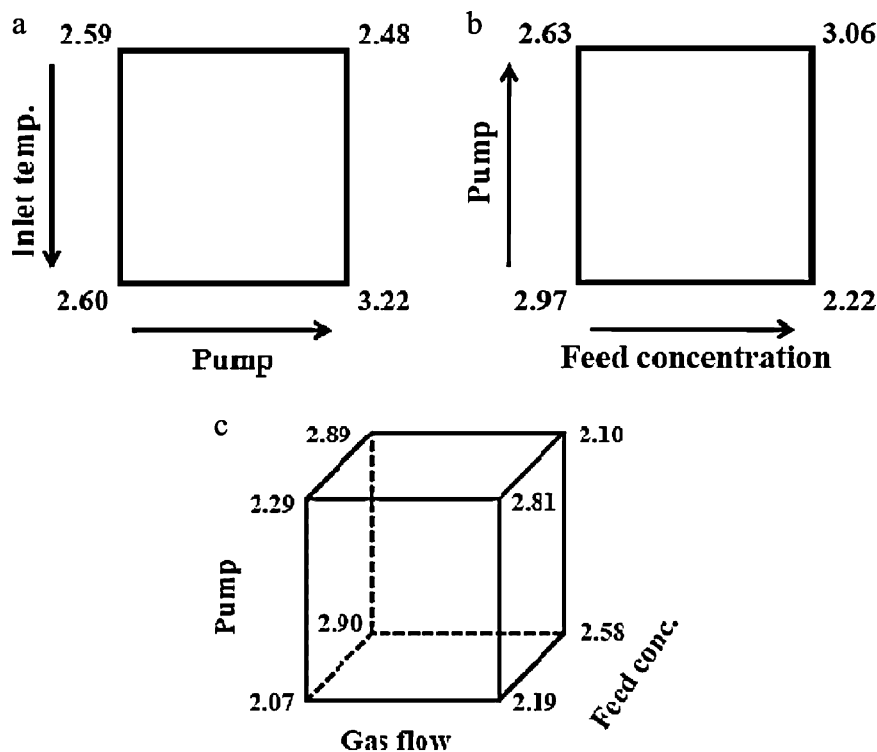 a
2.59
2.48
Inlet temp.
2.60
3.22
Pump
b
2.63
3.06
Pump
2.97
2.22
Feed concentration
c
2.89
2.10
2.29
2.81
Pump
2.90
2.58
2.07
2.19
Feed conc.
Gas flow